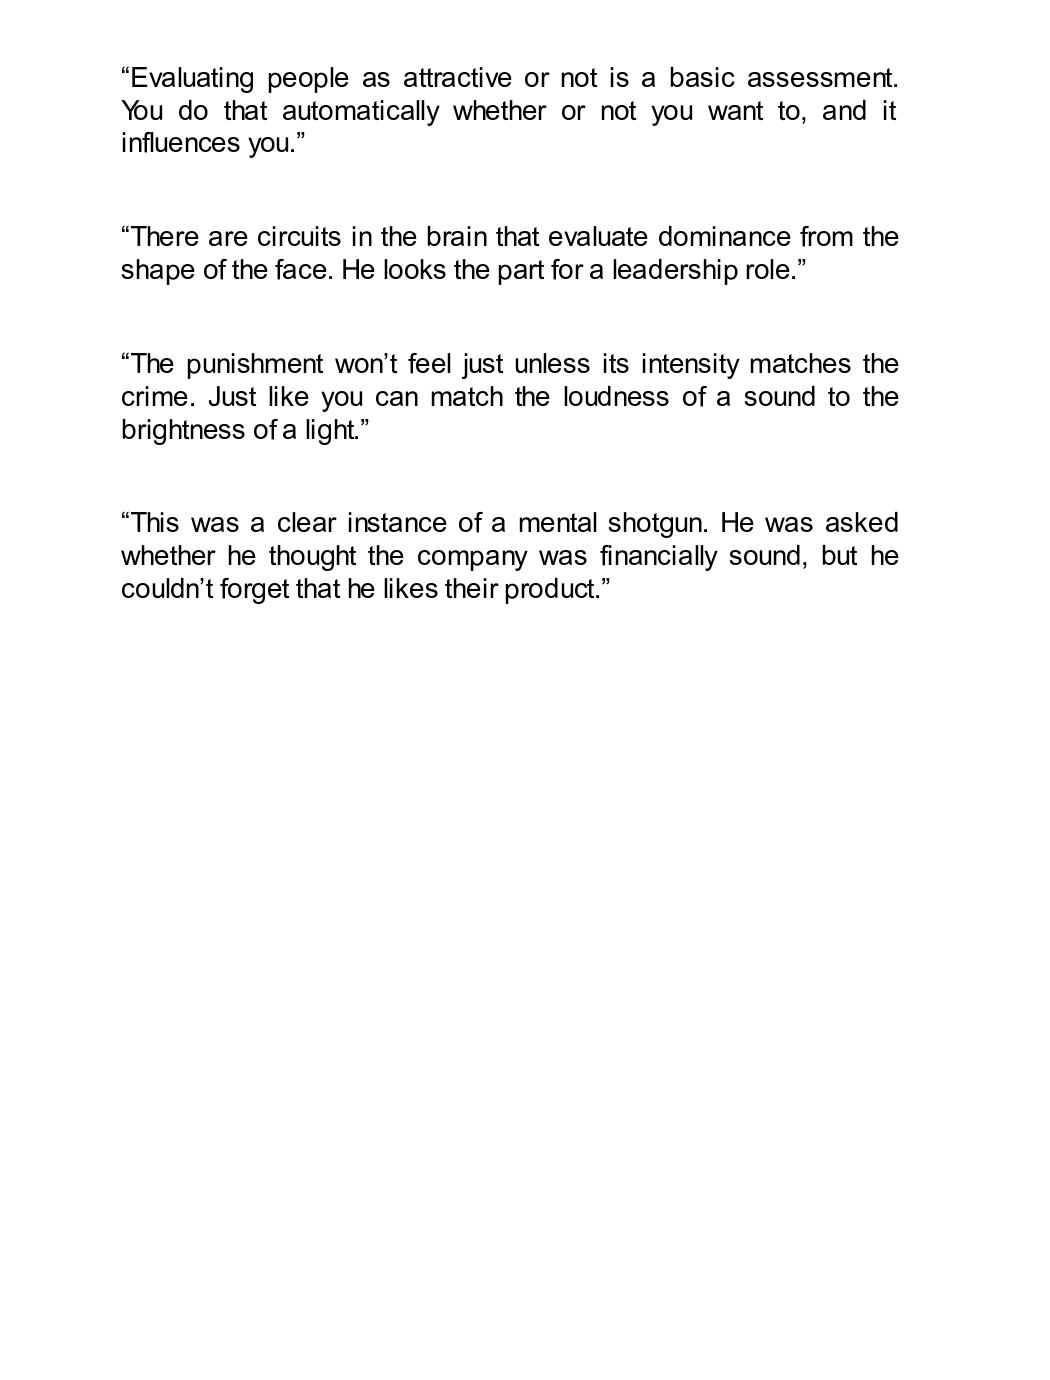 “Evaluating people as attractive or not is a basic assessment.
You do that automatically whether or not you want to, and it
influences you.”
“There are circuits in the brain that evaluate dominance from the
shape of the face. He looks the part for a leadership role.”
“The punishment won’t feel just unless its intensity matches the
crime. Just like you can match the loudness of a sound to the
brightness of a light.”
“This was a clear instance of a mental shotgun. He was asked
whether he thought the company was financially sound, but he
couldn’t forget that he likes their product.”